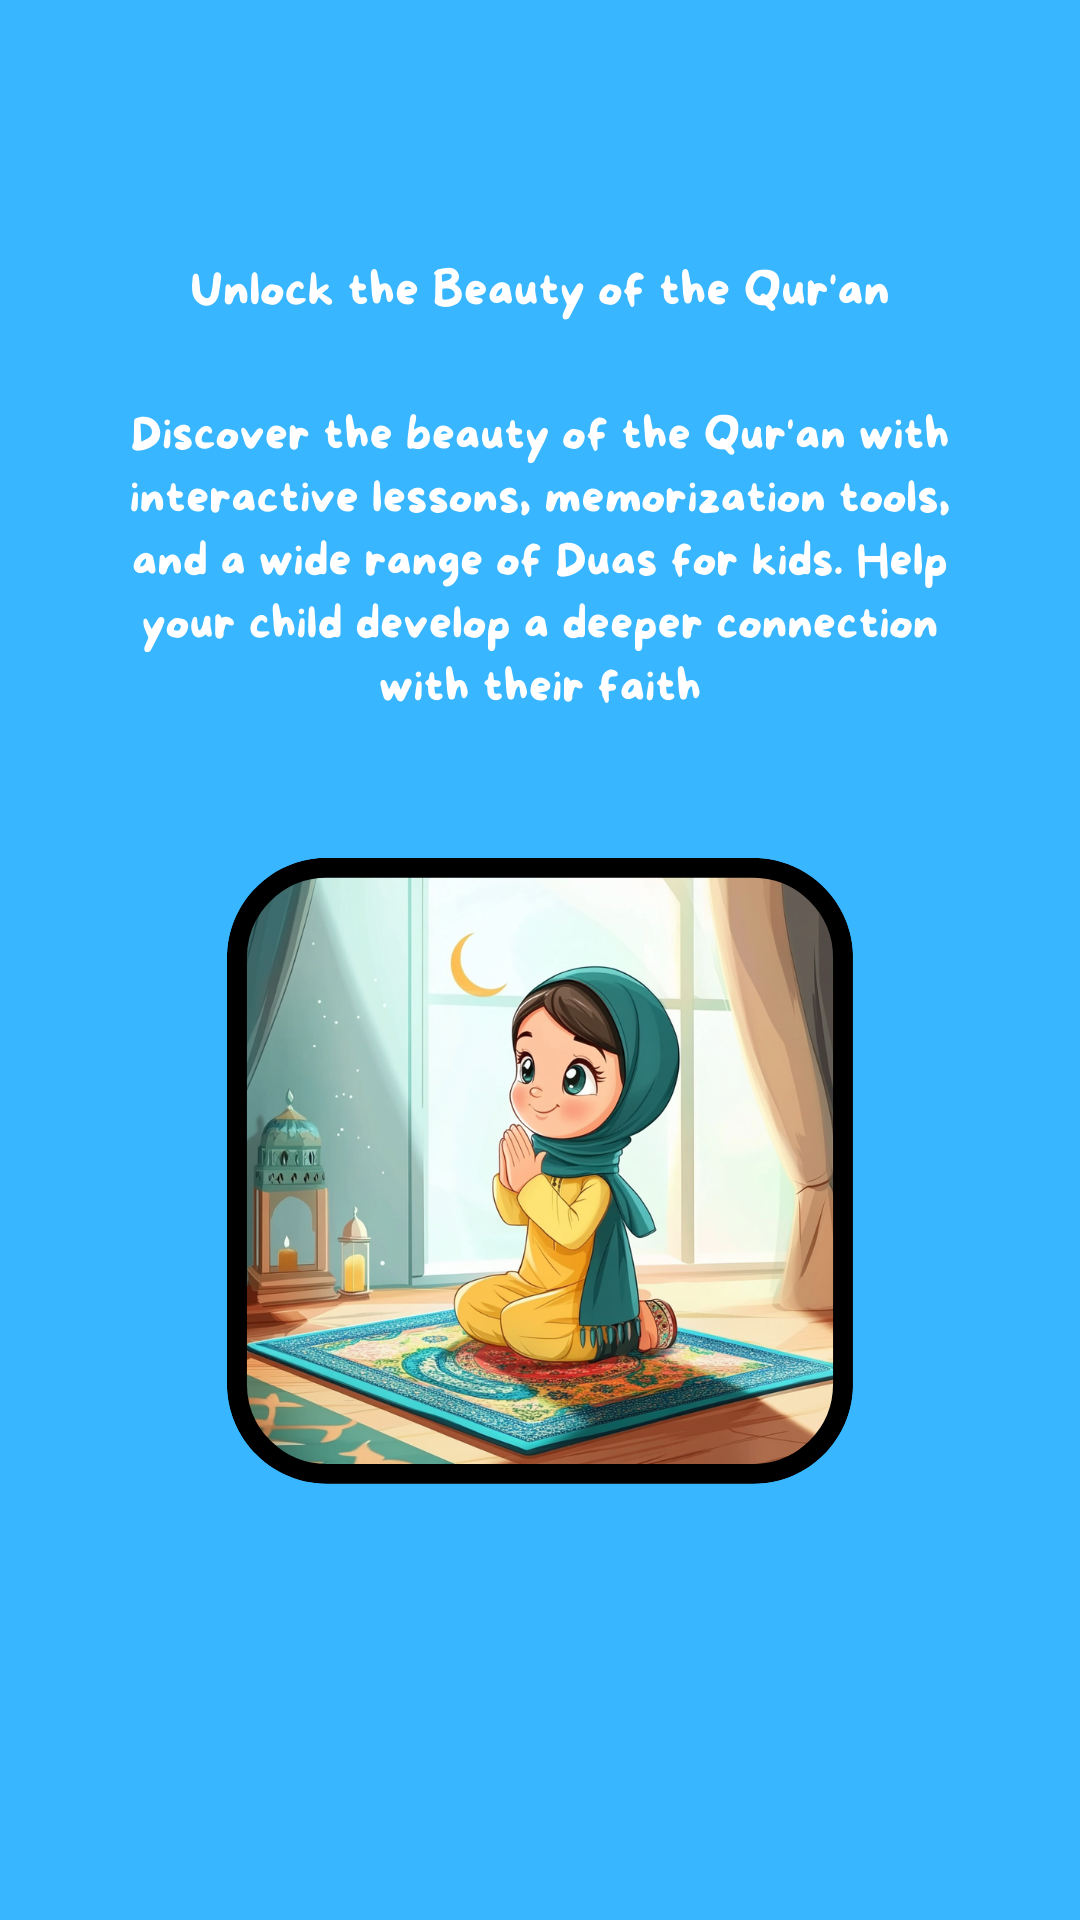 Unlock the Beauty of the Qur'an
Discover the beauty of the Qur'an with
interactive lessons, memorization tools,
and a wide range of Duas for kids. Help
your child develop a deeper connection
with their faith